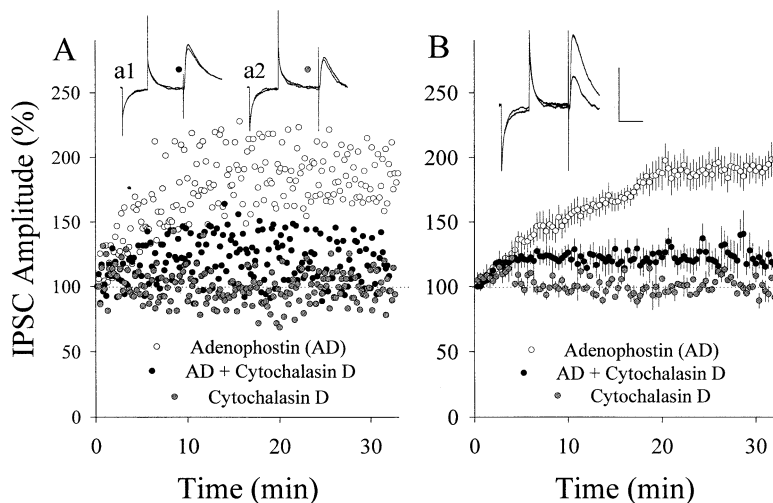 A
a1
a2
B
IPSC Amplitude (%)
250
200
150
100
50
0
Adenophostin (AD)
AD + Cytochalasin D
Cytochalasin D
0
10
20
30
Time (min)
250
200
150
100
50
0
Adenophostin (AD)
AD + Cytochalasin D
Cytochalasin D
0
10
20
30
Time (min)